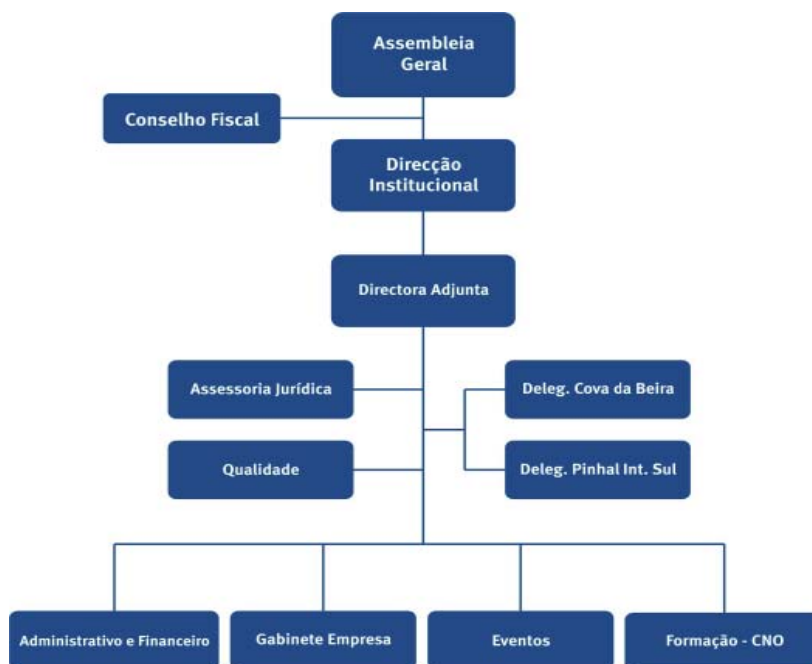 Assembleia
Geral
Conselho Fiscal
Direcção
Institucional
Directora Adjunta
Assessoria Jurídica
Deleg. Cova da Beira
Qualidade
Deleg. Pinhal Int. Sul
Administrativo e Financeiro
Gabinete Empresa
Eventos
Formação - CNO